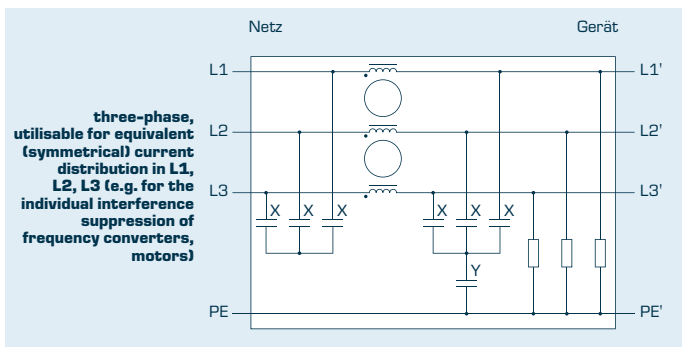 Netz
Gerät
three-phase,
utilisable for equivalent
(symmetrical) current
distribution in L1,
L2, L3 (e.g. for the
individual interference
suppression of
frequency converters,
motors)
L1
L1'
L2
L2'
L3
L3'
X
X
X
X
X
X
Y
PE
PE'